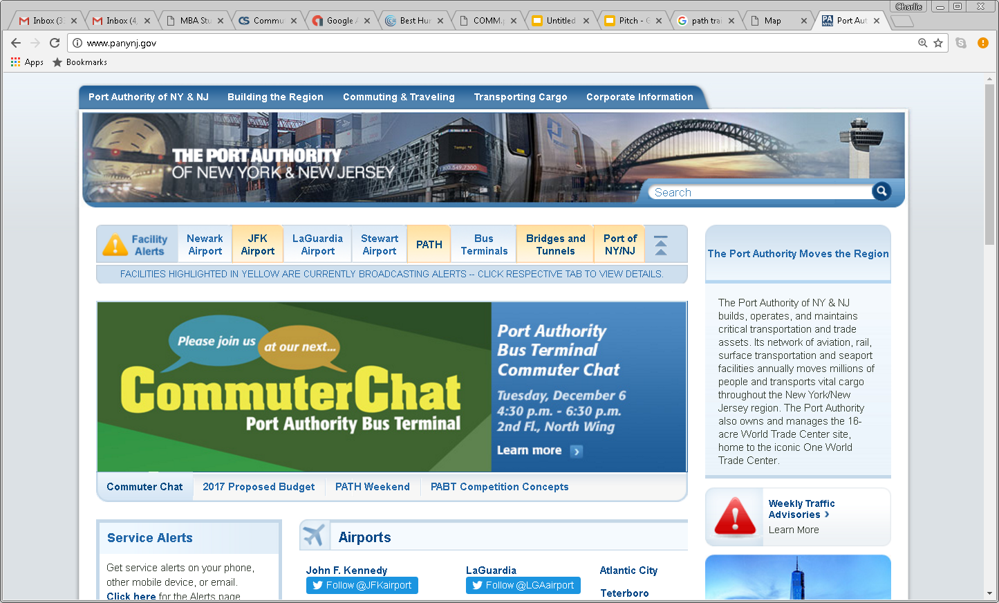 Charlie
Inbox (3
Inbox (4,
MBA Stu
Commu
Google A
Best Hur
COMM.p
Untitled
Pitch - G
path trai
Map
Port Aut
www.panynj.gov
Apps
Bookmarks
Port Authority of NY & NJ
Building the Region
Commuting & Traveling
Transporting Cargo
Corporate Information
THE PORT AUTHORITY
OF NEW YORK & NEW JERSEY
Temp: °F
Search
Facility
Alerts
Newark
Airport
JFK
Airport
LaGuardia
Airport
Stewart
Airport
PATH
Bus
Terminals
Bridges and
Tunnels
Port of
NY/NJ
FACILITIES HIGHLIGHTED IN YELLOW ARE CURRENTLY BROADCASTING ALERTS -- CLICK RESPECTIVE TAB TO VIEW DETAILS.
Please join us
at our next...
CommuterChat
Port Authority Bus Terminal
Port Authority
Bus Terminal
Commuter Chat
Tuesday, December 6
4:30 p.m. - 6:30 p.m.
2nd Fl., North Wing
Learn more
Commuter Chat
2017 Proposed Budget
PATH Weekend
PABT Competition Concepts
The Port Authority Moves the Region
The Port Authority of NY & NJ
builds, operates, and maintains
critical transportation and trade
assets. Its network of aviation, rail,
surface transportation and seaport
facilities annually moves millions of
people and transports vital cargo
throughout the New York/New
Jersey region. The Port Authority
also owns and manages the 16-
acre World Trade Center site,
home to the iconic One World
Trade Center.
Weekly Traffic
Advisories
Learn More
Service Alerts
Get service alerts on your phone,
other mobile device, or email.
Click here for the Alerts page
Airports
John F. Kennedy
Follow @JFKairport
LaGuardia
Follow @LGAairport
Atlantic City
Teterboro